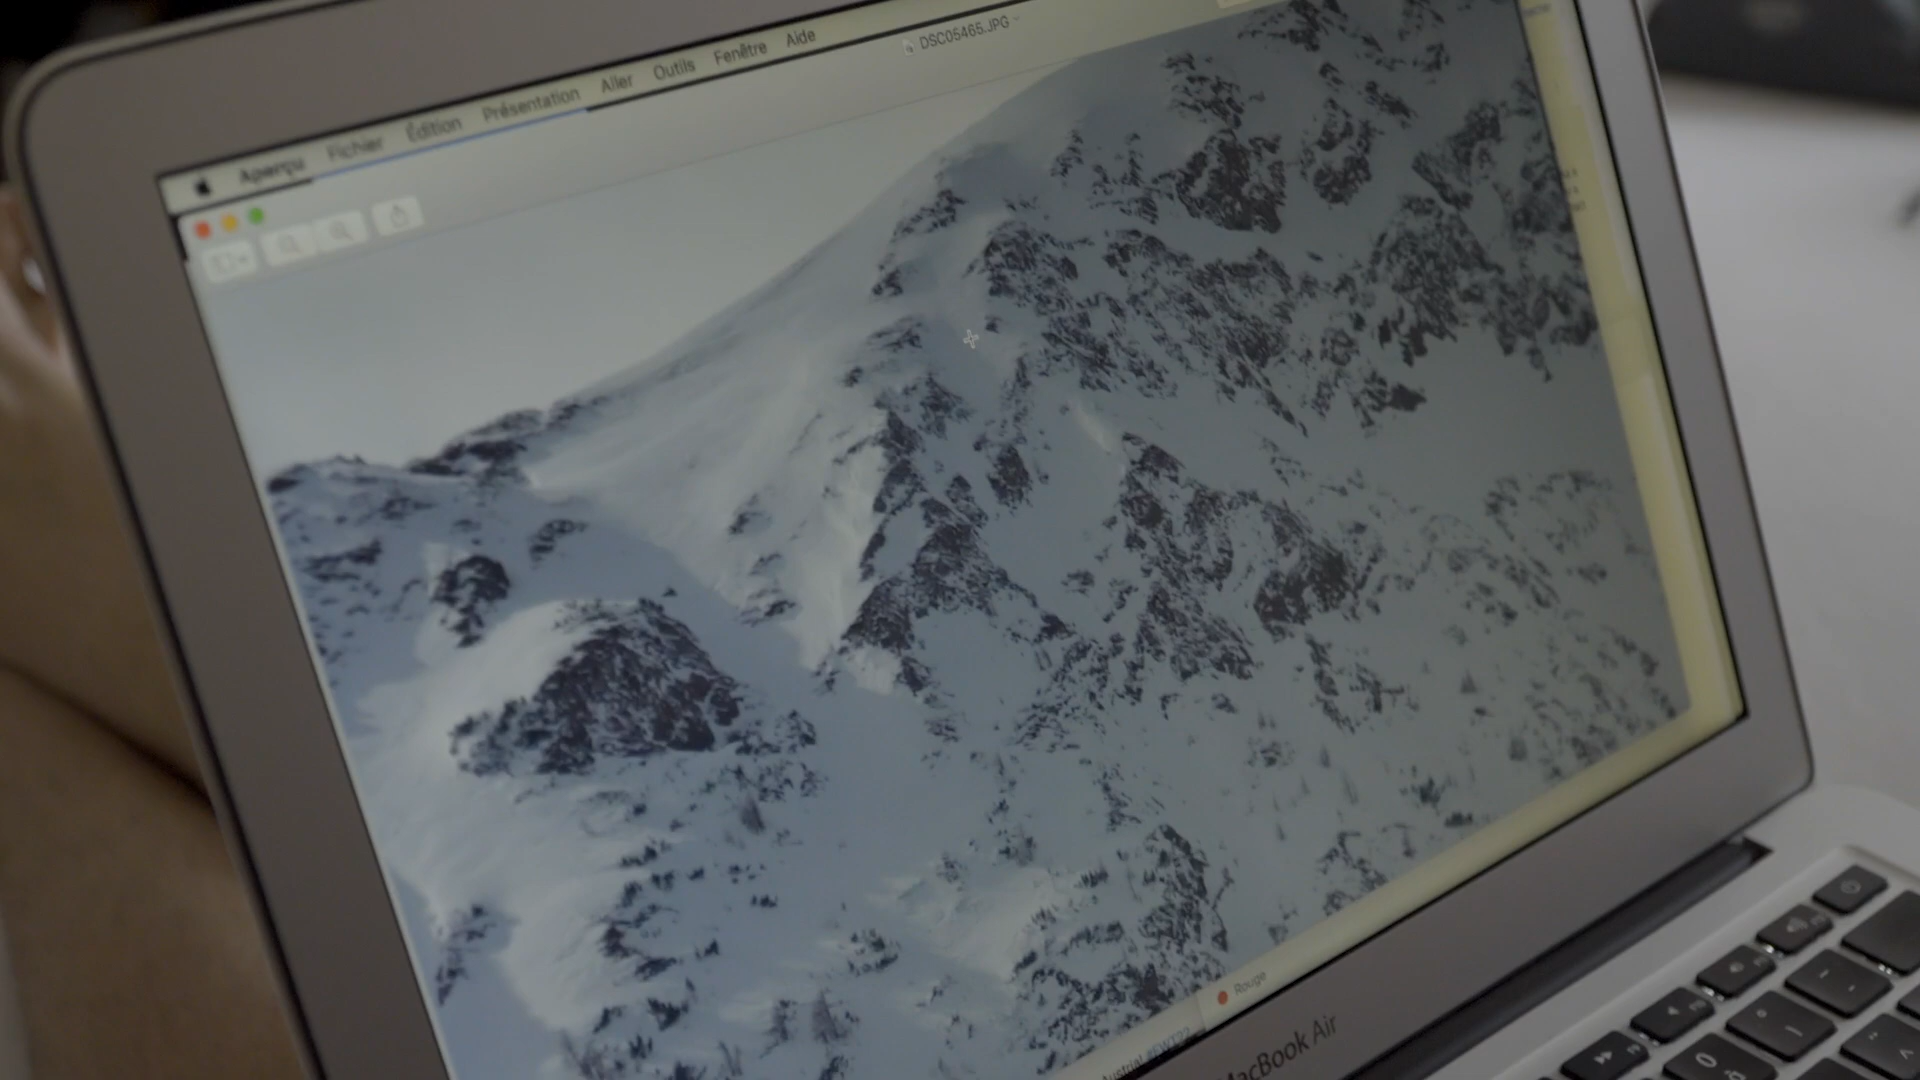 Aperçu Fichier Édition Présentation Aller Outils Fenêtre Aide
DSC05465.JPG
Rouge
MacBook Air